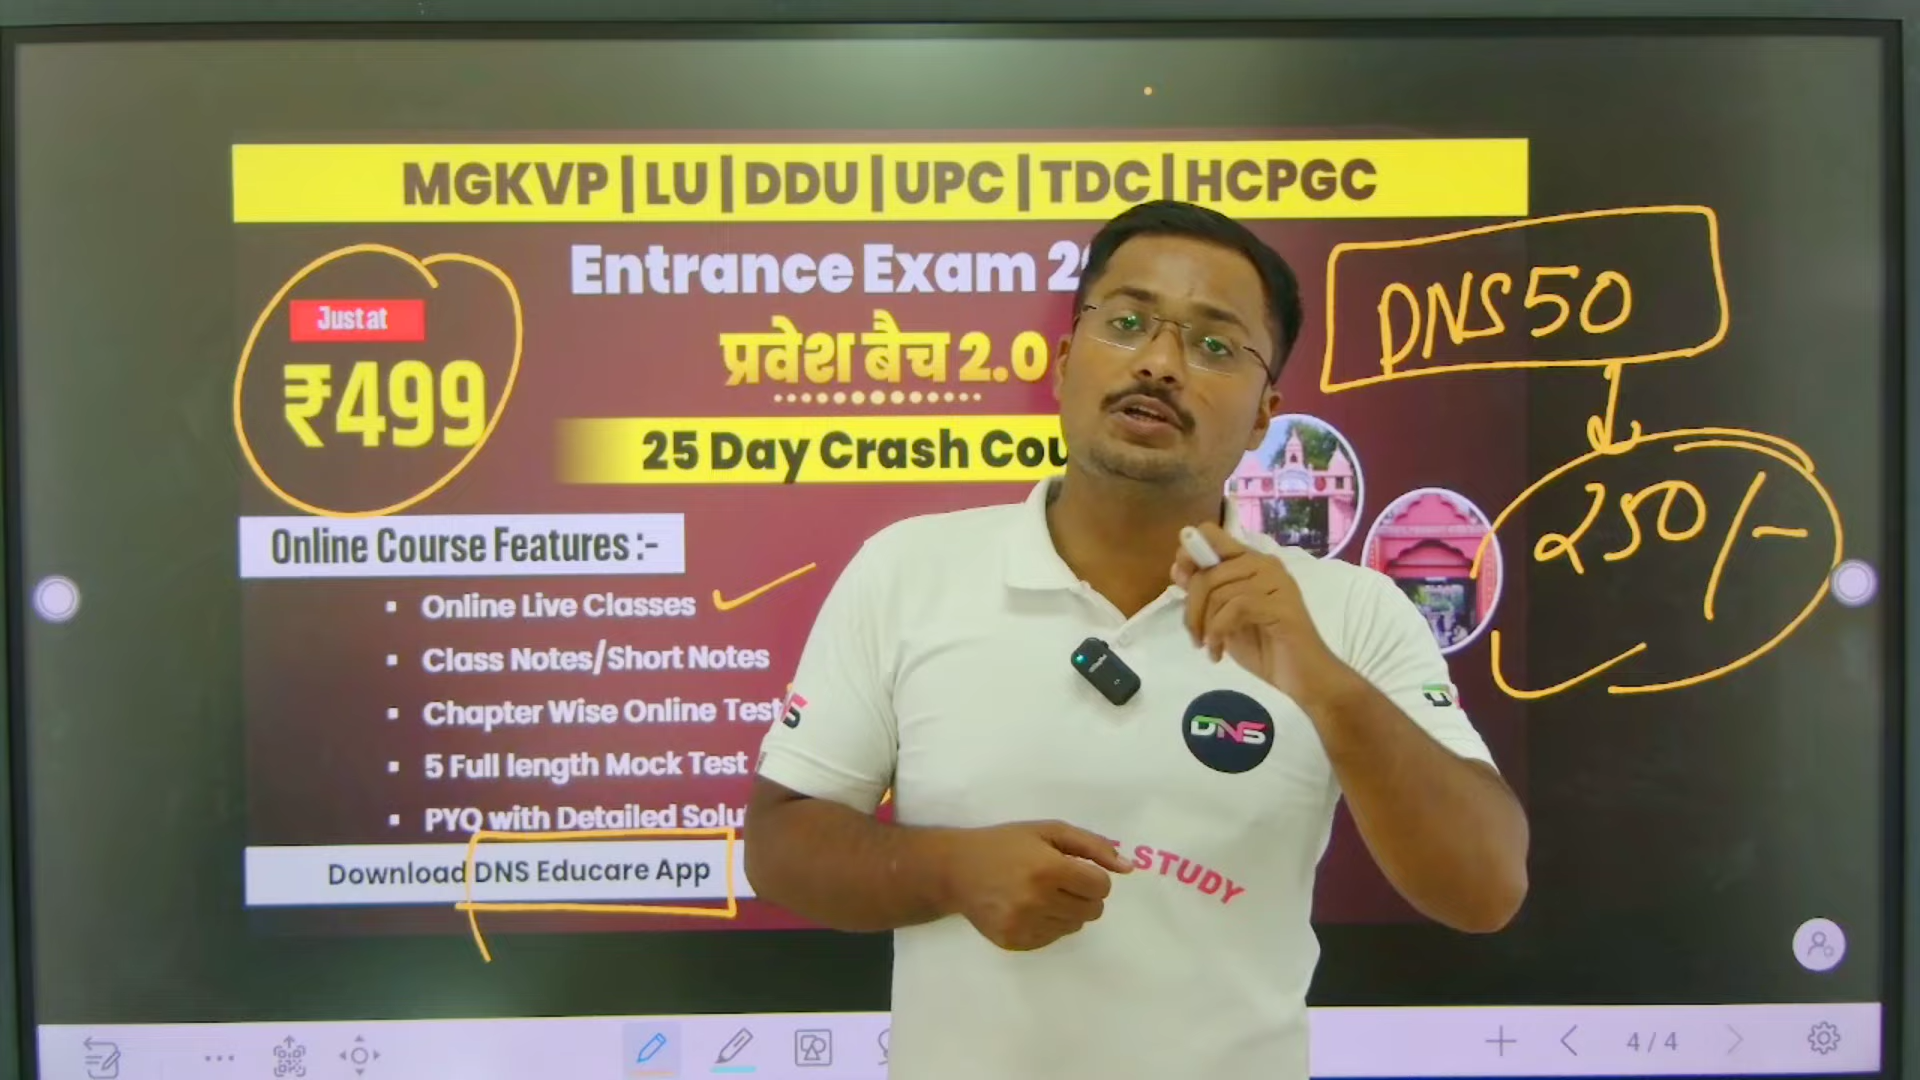 MGKVP | LU | DDU | UPC | TDC | HCPGC
Entrance Exam
Just at
₹499
प्रवेश बैच 2.0
25 Day Crash
DNS50
250/-
Online Course Features :-
Online Live Classes
Class Notes/Short Notes
Chapter Wise Online Test
5 Full length Mock Test
PYQ with Detailed
Download DNS Educare App
DNS
STUDY
4/4